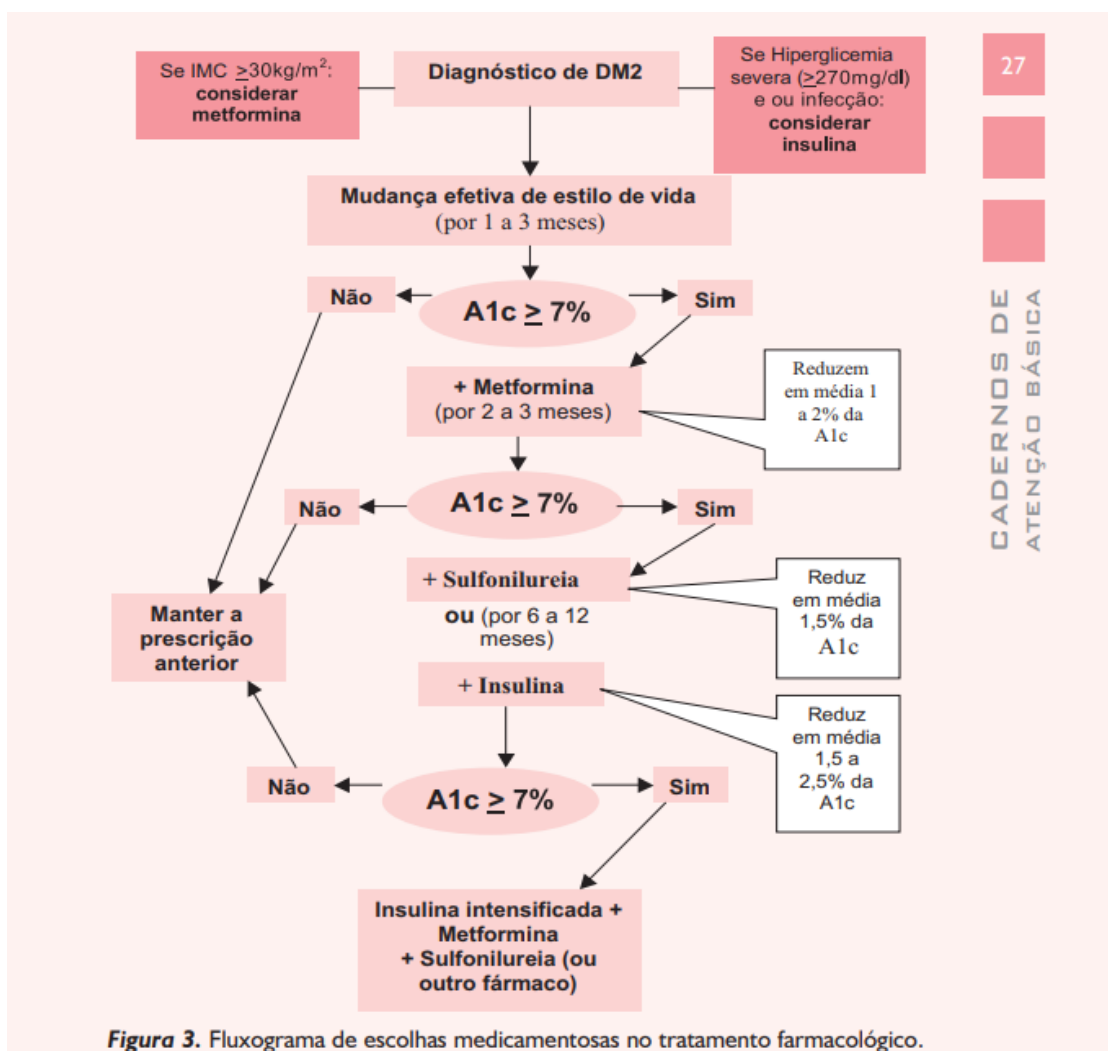 Se IMC ≥30kg/m²:
considerar
metformina
Diagnóstico de DM2
Se Hiperglicemia
severa (≥270mg/dl)
e ou infecção:
considerar
insulina
27
Mudança efetiva de estilo de vida
(por 1 a 3 meses)
Não
A1c ≥ 7%
Sim
+ Metformina
(por 2 a 3 meses)
Reduzem
em média 1
a 2% da
A1c
CADERNOS DE
ATENÇÃO BÁSICA
Não
A1c ≥ 7%
Sim
+ Sulfonilureia
ou (por 6 a 12
meses)
Reduz
em média
1,5% da
A1c
Manter a
prescrição
anterior
+ Insulina
Reduz
em média
1,5 a
2,5% da
A1c
Não
A1c ≥ 7%
Sim
Insulina intensificada +
Metformina
+ Sulfonilureia (ou
outro fármaco)
Figura 3. Fluxograma de escolhas medicamentosas no tratamento farmacológico.